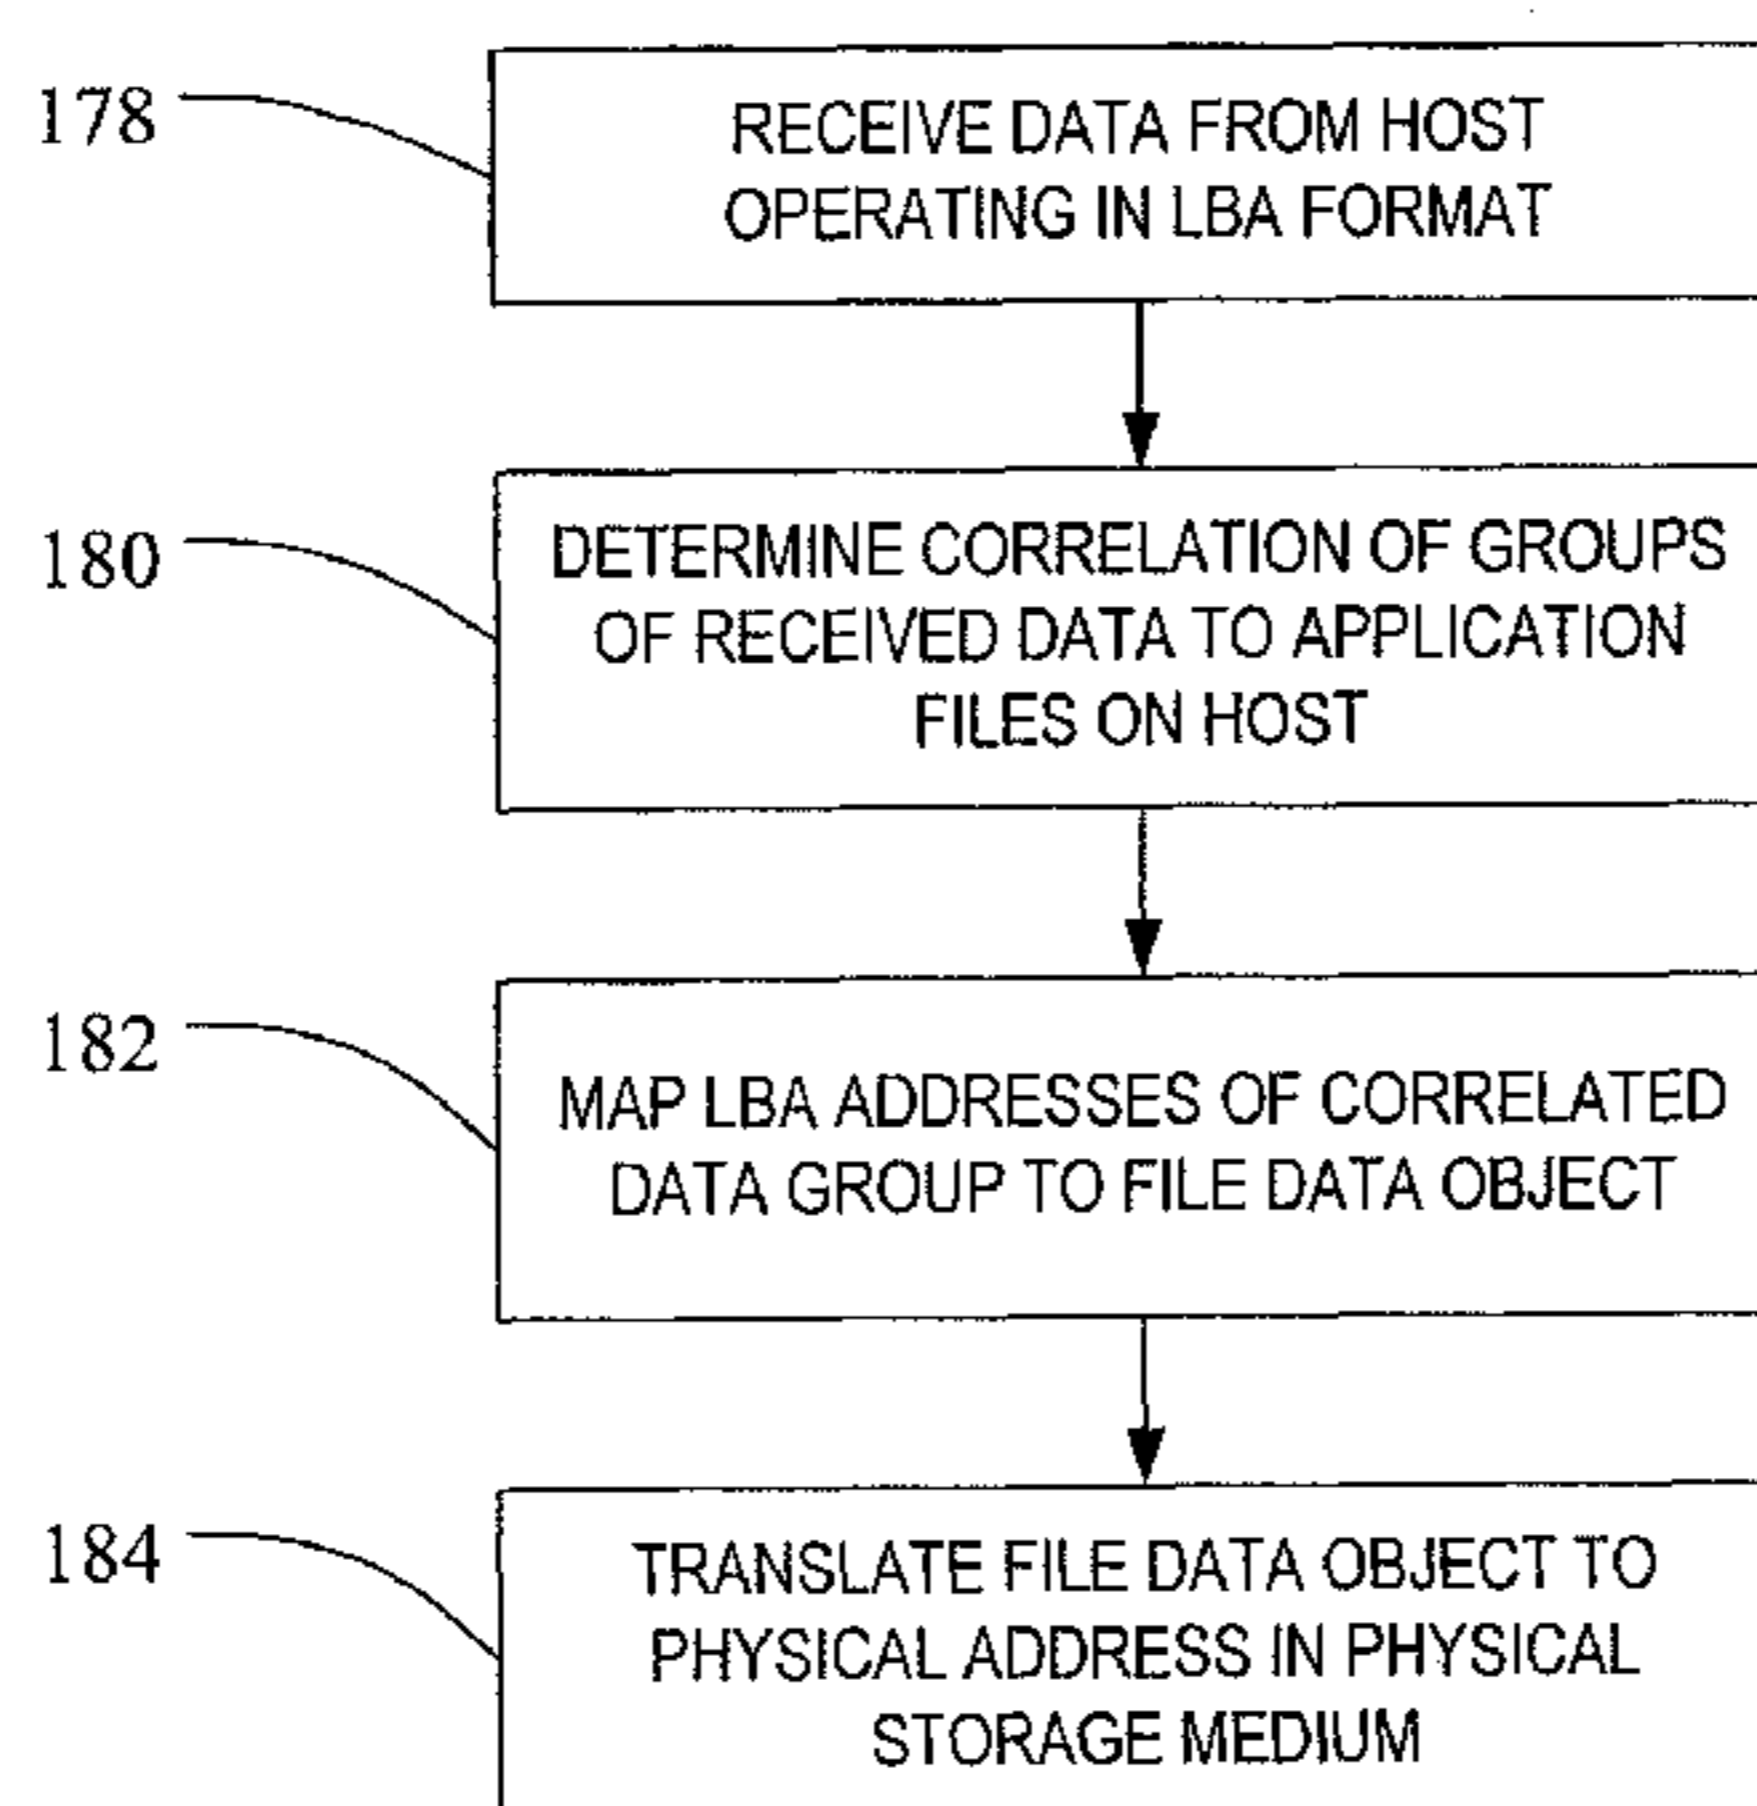 178
RECEIVE DATA FROM HOST
OPERATING IN LBA FORMAT
180
DETERMINE CORRELATION OF GROUPS
OF RECEIVED DATA TO APPLICATION
FILES ON HOST
182
MAP LBA ADDRESSES OF CORRELATED
DATA GROUP TO FILE DATA OBJECT
184
TRANSLATE FILE DATA OBJECT TO
PHYSICAL ADDRESS IN PHYSICAL
STORAGE MEDIUM